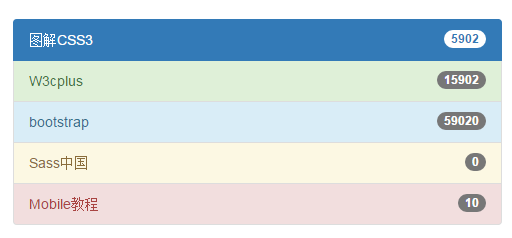 图解CSS3 5902
W3cplus 15902
bootstrap 59020
Sass中国 0
Mobile教程 10